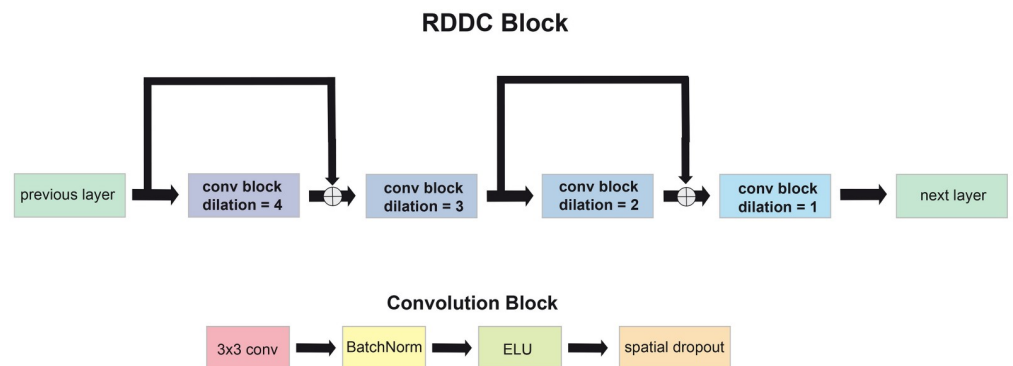 RDDC Block
previous layer
conv block
dilation = 4
conv block
dilation = 3
conv block
dilation = 2
conv block
dilation = 1
next layer
Convolution Block
3x3 conv
BatchNorm
ELU
spatial dropout